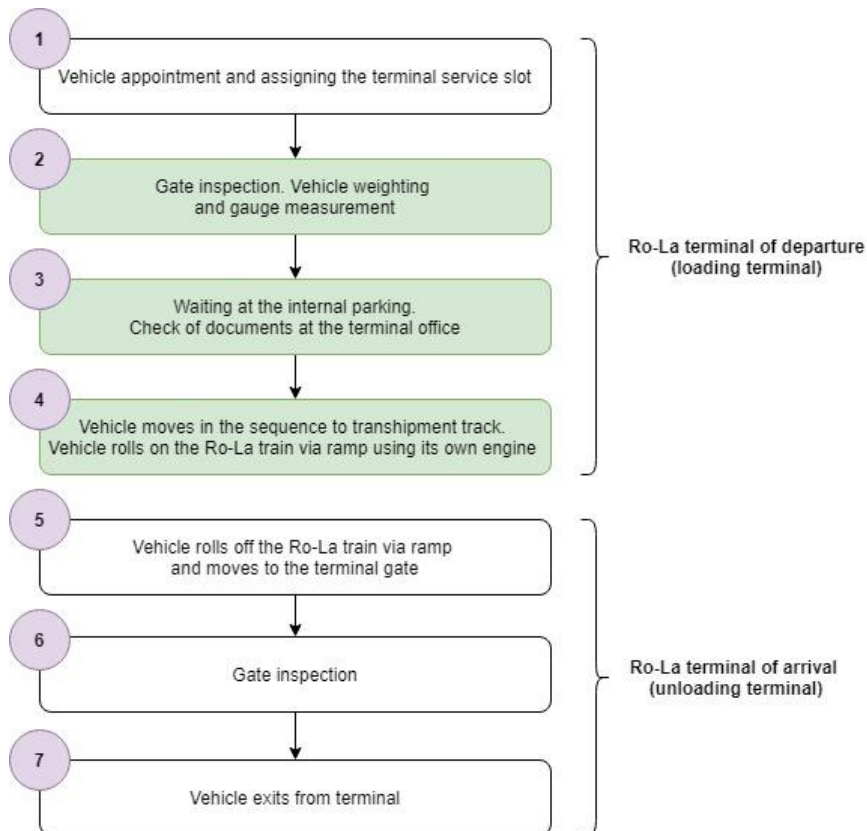 1
Vehicle appointment and assigning the terminal service slot
2
Gate inspection. Vehicle weighting
and gauge measurement
3
Waiting at the internal parking.
Check of documents at the terminal office
4
Vehicle moves in the sequence to transhipment track.
Vehicle rolls on the Ro-La train via ramp using its own engine
Ro-La terminal of departure
(loading terminal)
5
Vehicle rolls off the Ro-La train via ramp
and moves to the terminal gate
6
Gate inspection
7
Vehicle exits from terminal
Ro-La terminal of arrival
(unloading terminal)